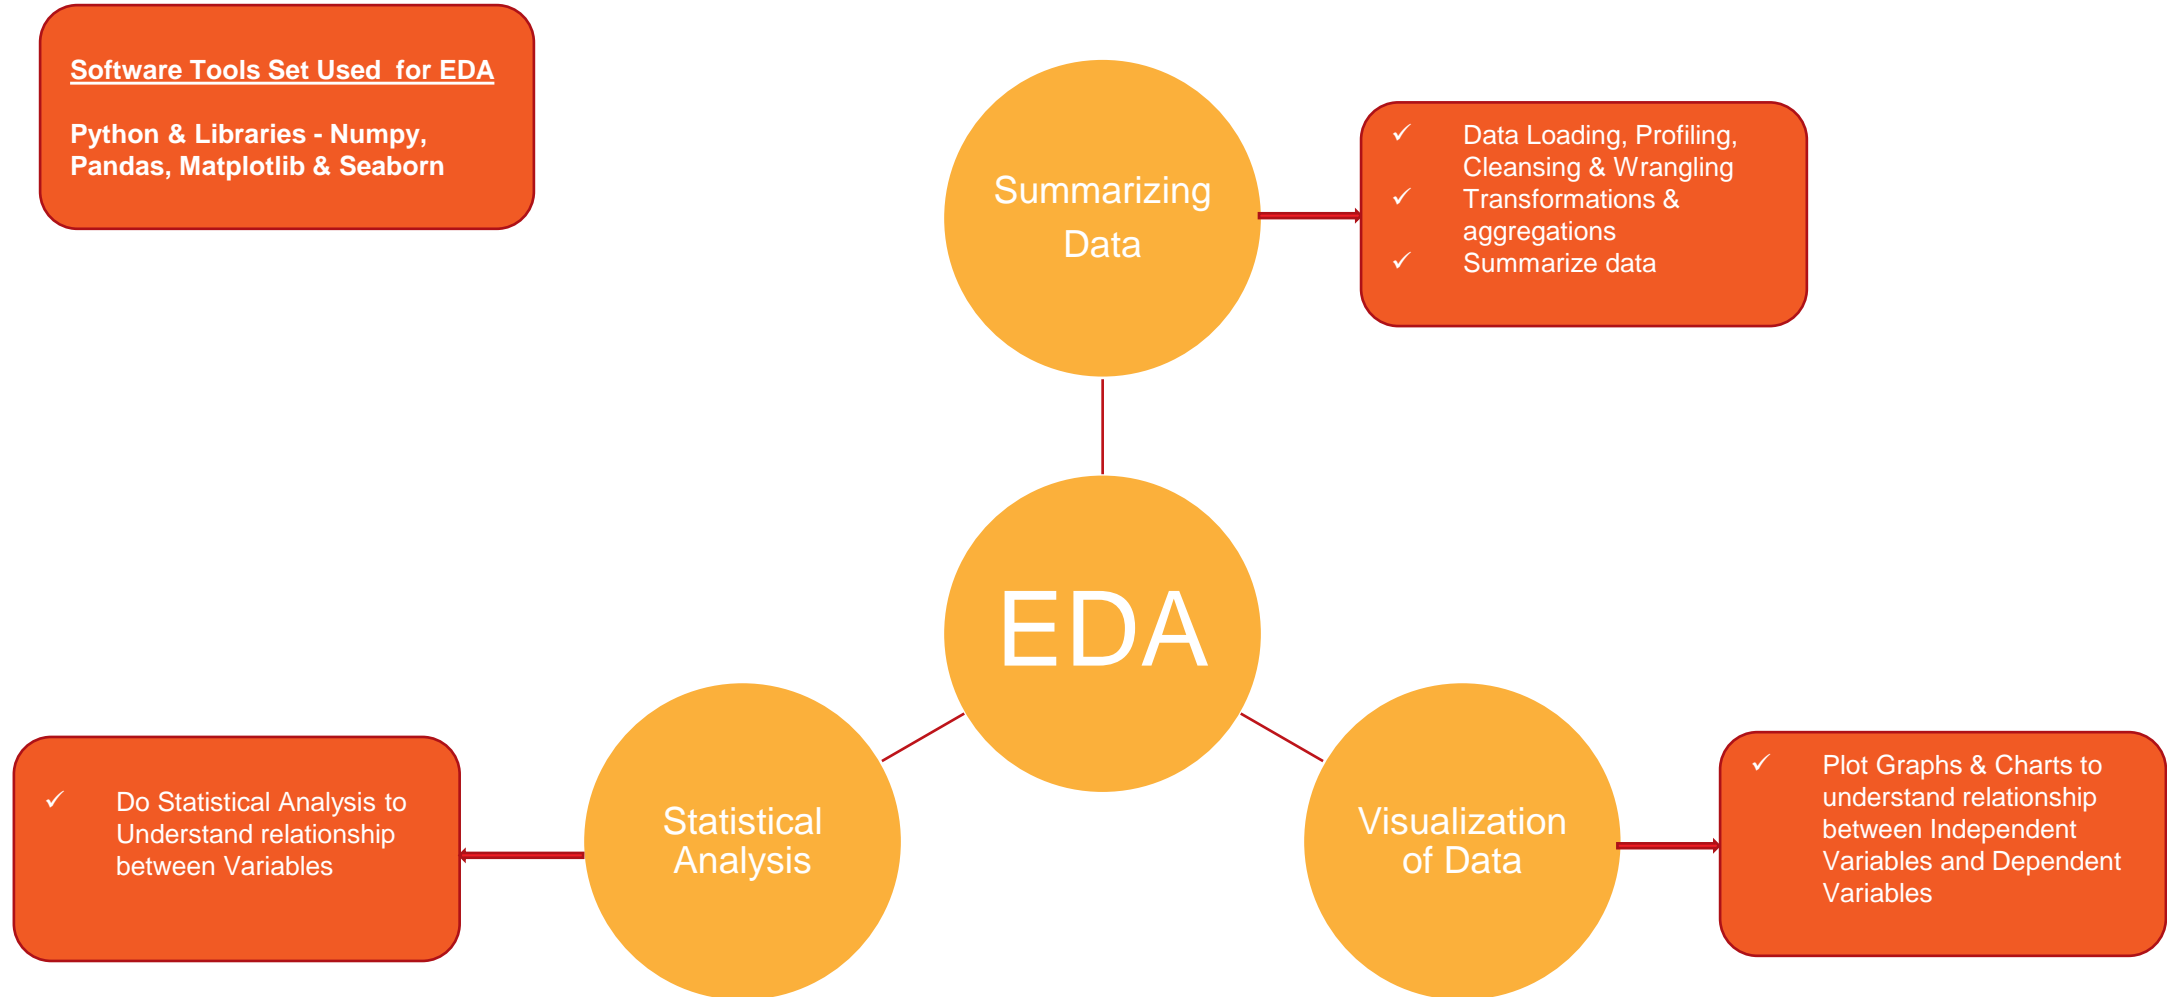 Software Tools Set Used  for EDA
Python & Libraries - Numpy,
Pandas, Matplotlib & Seaborn
Summarizing
Data
✓ Data Loading, Profiling,
Cleansing & Wrangling
✓ Transformations &
aggregations
✓ Summarize data
EDA
✓ Do Statistical Analysis to
Understand relationship
between Variables
Statistical
Analysis
Visualization
of Data
✓ Plot Graphs & Charts to
understand relationship
between Independent
Variables and Dependent
Variables